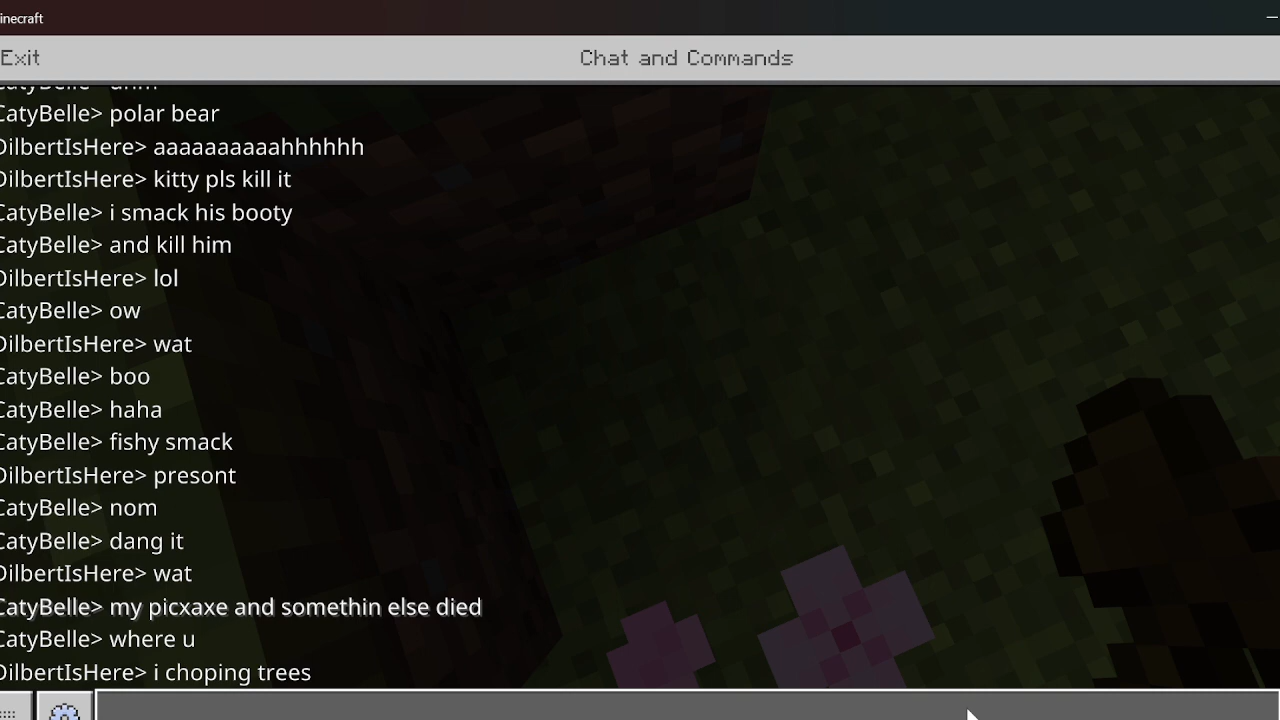 inecraft
Exit
Chat and Commands
CatyBelle> polar bear
DilbertIsHere> aaaaaaaaaahhhhhh
DilbertIsHere> kitty pls kill it
CatyBelle> i smack his booty
CatyBelle> and kill him
DilbertIsHere> lol
CatyBelle> ow
DilbertIsHere> wat
CatyBelle> boo
CatyBelle> haha
CatyBelle> fishy smack
DilbertIsHere> presont
CatyBelle> nom
CatyBelle> dang it
DilbertIsHere> wat
CatyBelle> my picxaxe and somethin else died
CatyBelle> where u
DilbertIsHere> i choping trees